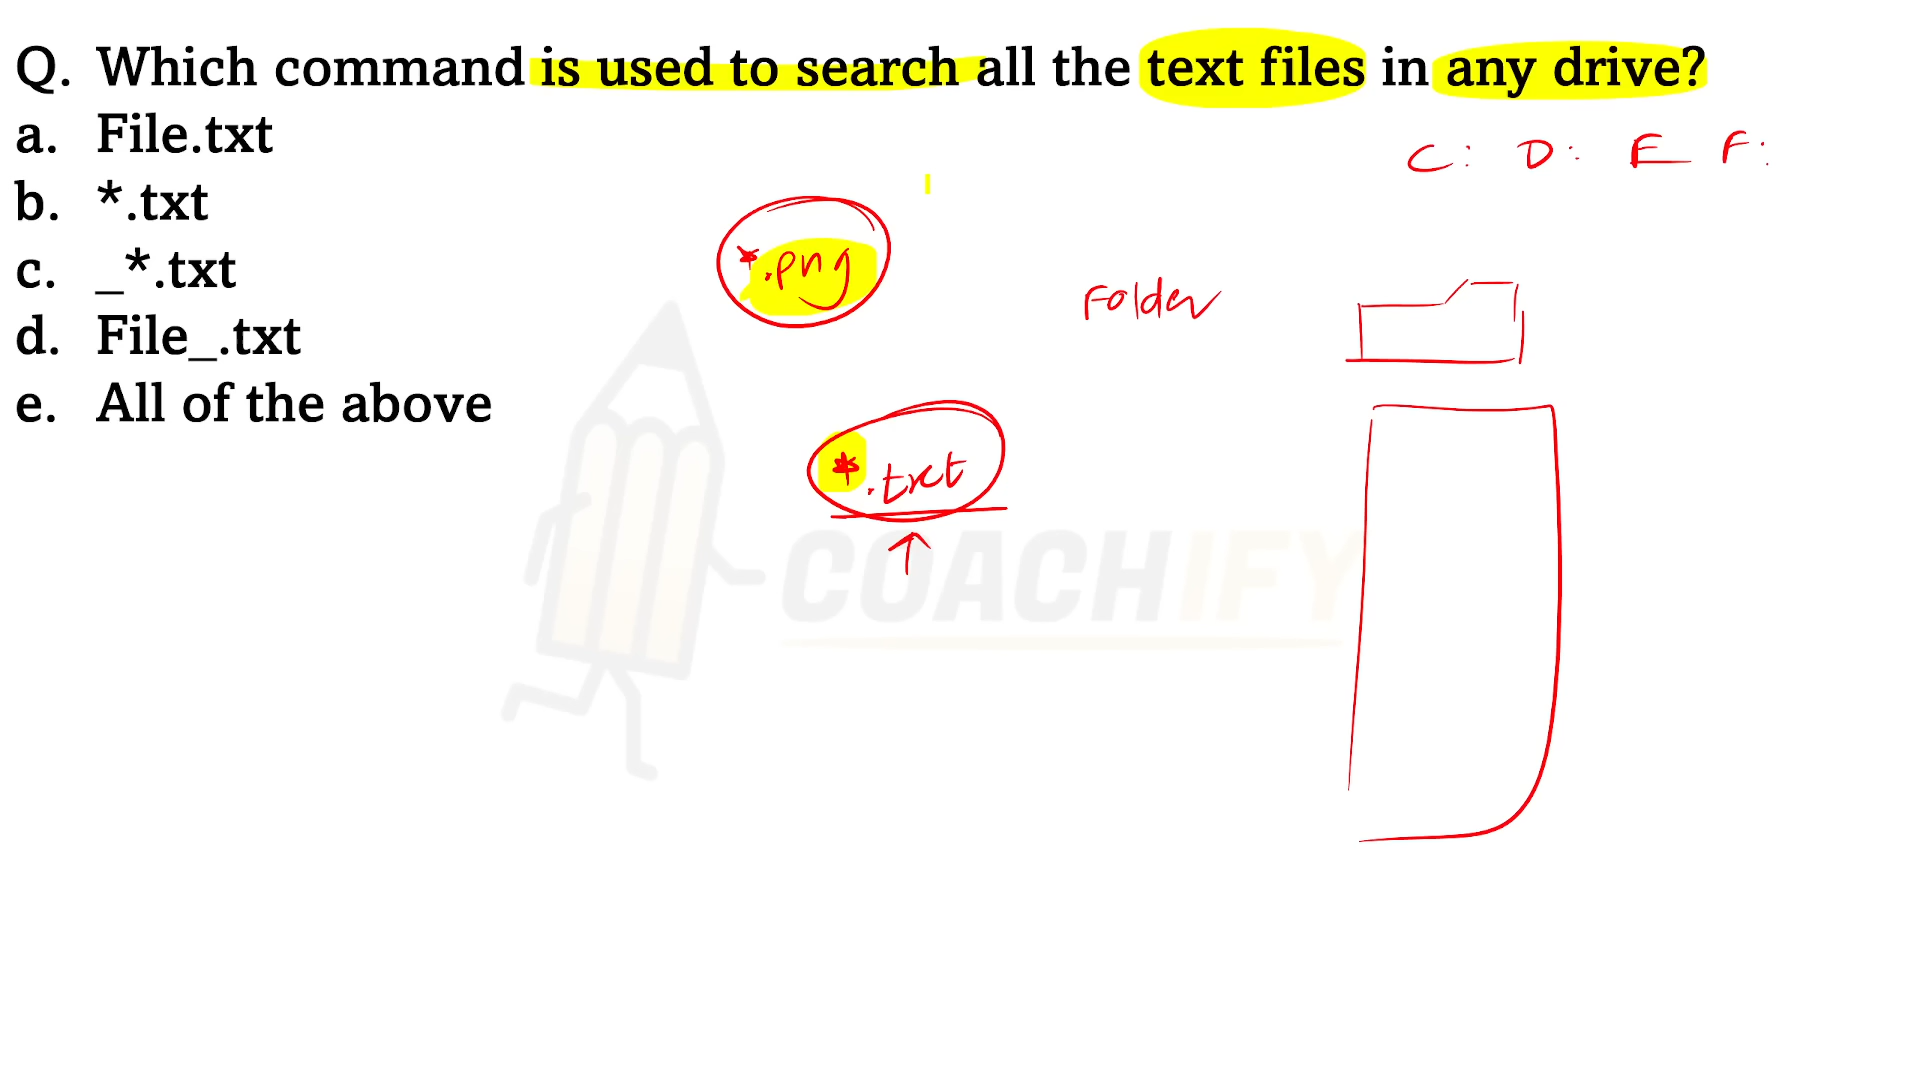 Q. Which command is used to search all the text files in any drive?
a. File.txt
C: D: E F:
b. *.txt
*.png
c. _*.txt
Folder
d. File_.txt
e. All of the above
*.txt
COACHIFY